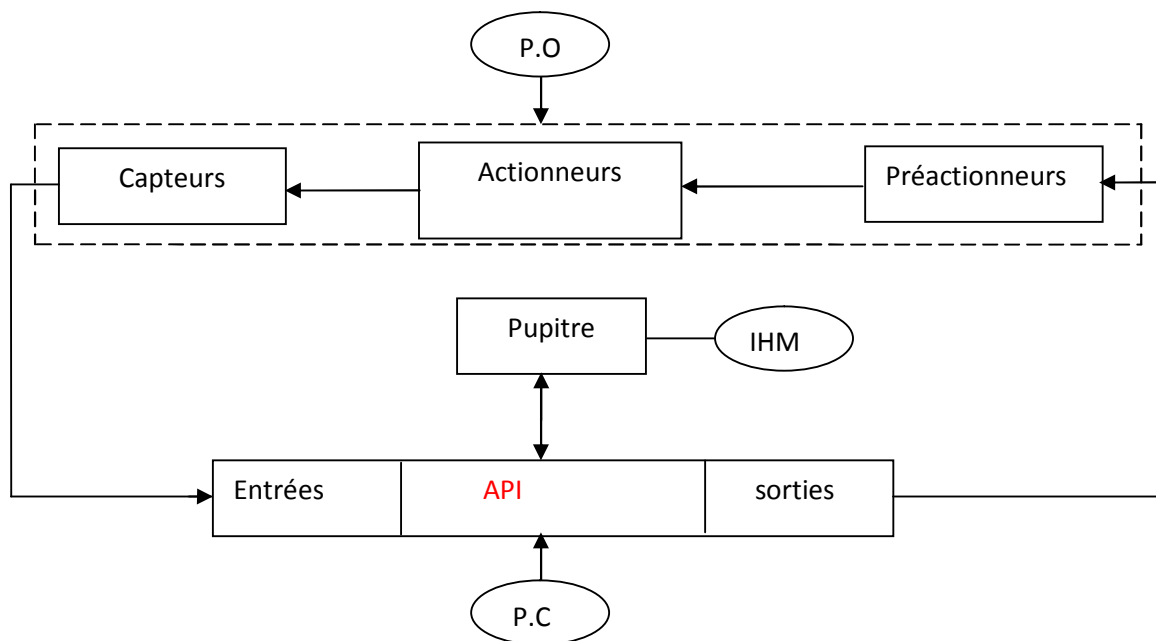 P.O
Capteurs
Actionneurs
Préactionneurs
Pupitre
IHM
Entrées
API
sorties
P.C